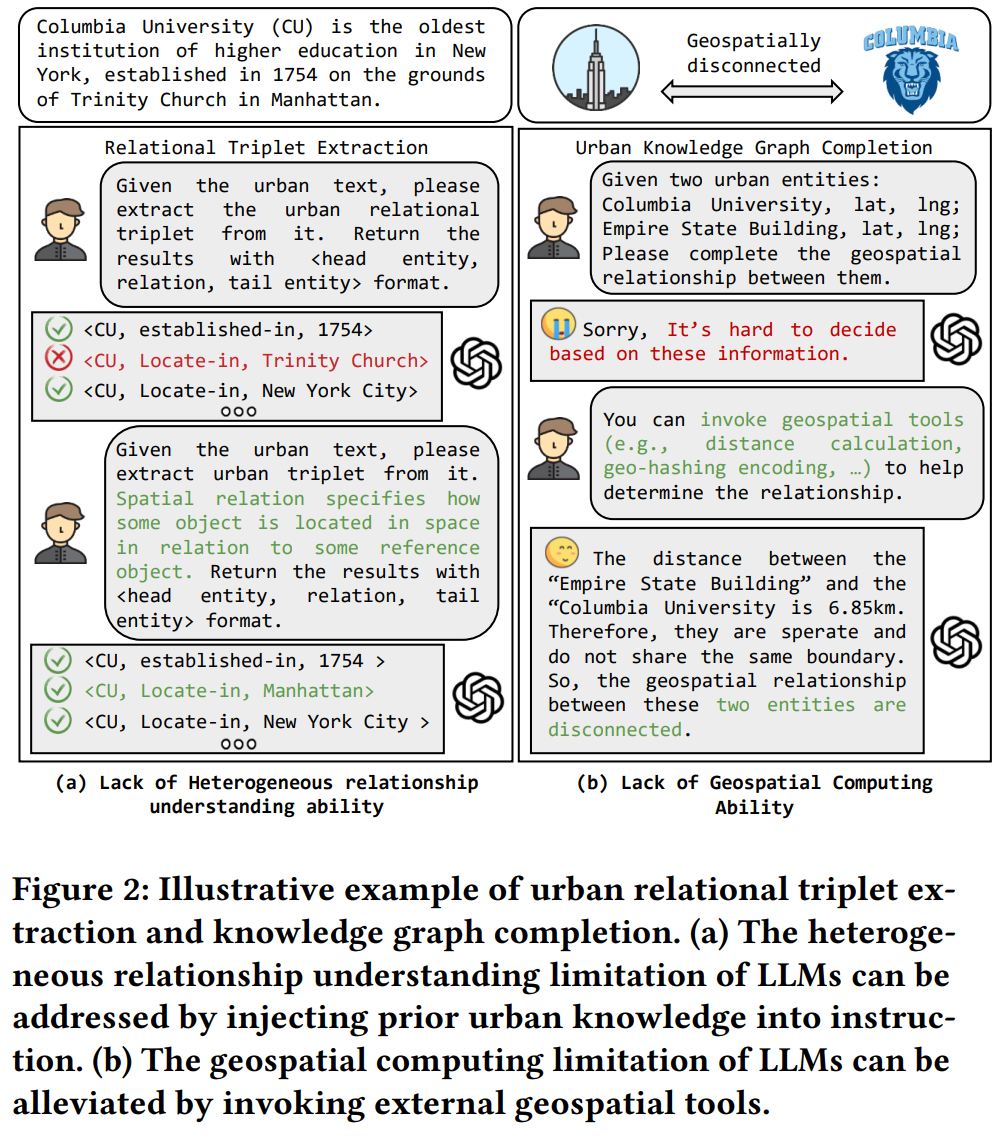 Columbia University (CU) is the oldest
institution of higher education in New
York, established in 1754 on the grounds
of Trinity Church in Manhattan.
Relational Triplet Extraction
Given the urban text, please
extract the urban relational
triplet from it. Return the
results with <head entity,
relation, tail entity> format.
<CU, established-in, 1754>
<CU, Locate-in, Trinity Church>
<CU, Locate-in, New York City>
Given the urban text, please
extract urban triplet from it.
Spatial relation specifies how
some object is located in space
in relation to some reference
object. Return the results with
<head entity, relation, tail
entity> format.
<CU, established-in, 1754 >
<CU, Locate-in, Manhattan>
<CU, Locate-in, New York City >
(a) Lack of Heterogeneous relationship
understanding ability
Geospatially
disconnected
COLUMBIA
Urban Knowledge Graph Completion
Given two urban entities:
Columbia University, lat, lng;
Empire State Building, lat, lng;
Please complete the geospatial
relationship between them.
Sorry, It’s hard to decide
based on these information.
You can invoke geospatial tools
(e.g., distance calculation,
geo-hashing encoding, …) to help
determine the relationship.
The distance between the
“Empire State Building” and the
“Columbia University is 6.85km.
Therefore, they are sperate and
do not share the same boundary.
So, the geospatial relationship
between these two entities are
disconnected.
(b) Lack of Geospatial Computing
Ability
Figure 2: Illustrative example of urban relational triplet ex-
traction and knowledge graph completion. (a) The heteroge-
neous relationship understanding limitation of LLMs can be
addressed by injecting prior urban knowledge into instruc-
tion. (b) The geospatial computing limitation of LLMs can be
alleviated by invoking external geospatial tools.